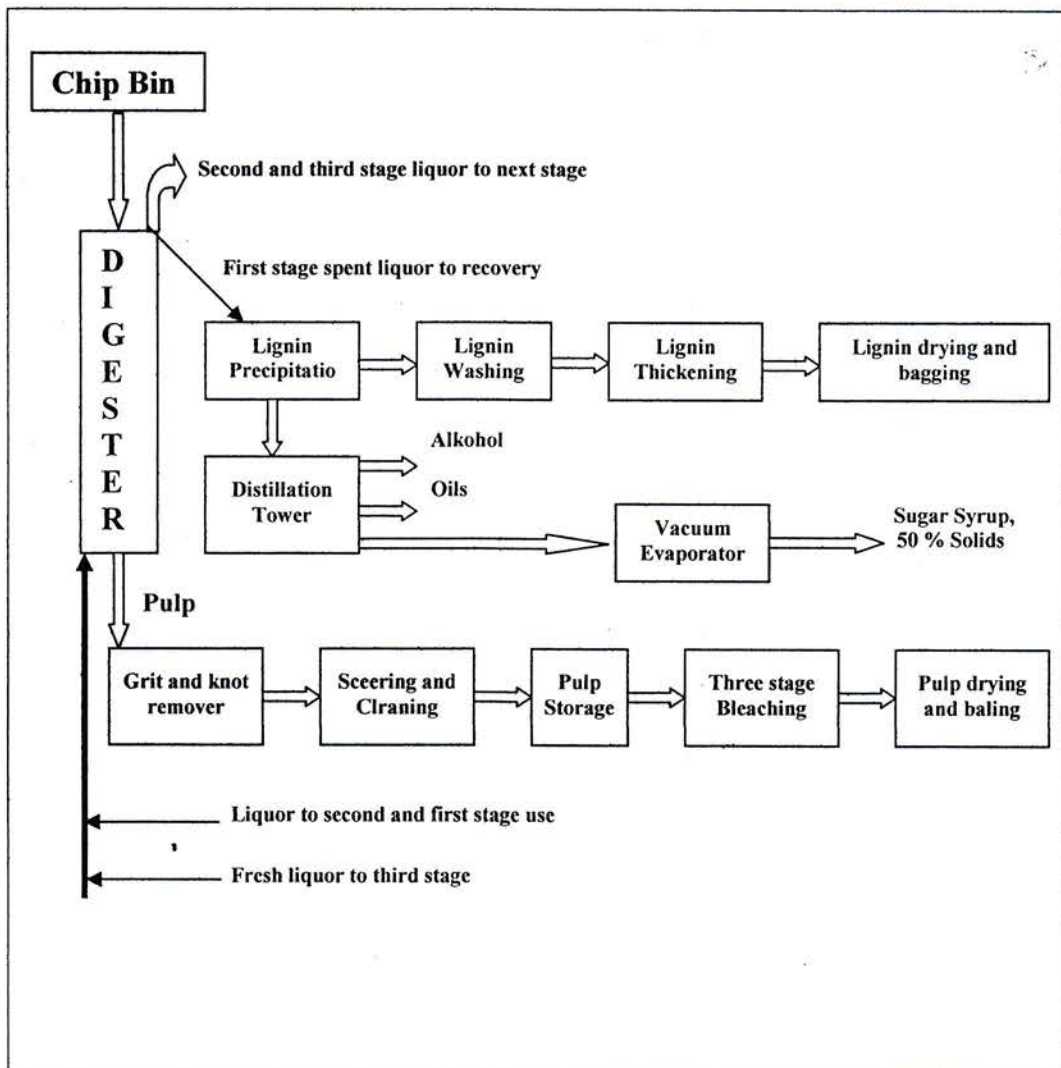 Chip Bin
Second and third stage liquor to next stage
DIGESTER
First stage spent liquor to recovery
Lignin
Precipitatio
Lignin
Washing
Lignin
Thickening
Lignin drying and
bagging
Distillation
Tower
Alkohol
Oils
Vacuum
Evaporator
Sugar Syrup,
50 % Solids
Pulp
Grit and knot
remover
Sceering and
Clraning
Pulp
Storage
Three stage
Bleaching
Pulp drying
and baling
Liquor to second and first stage use
Fresh liquor to third stage